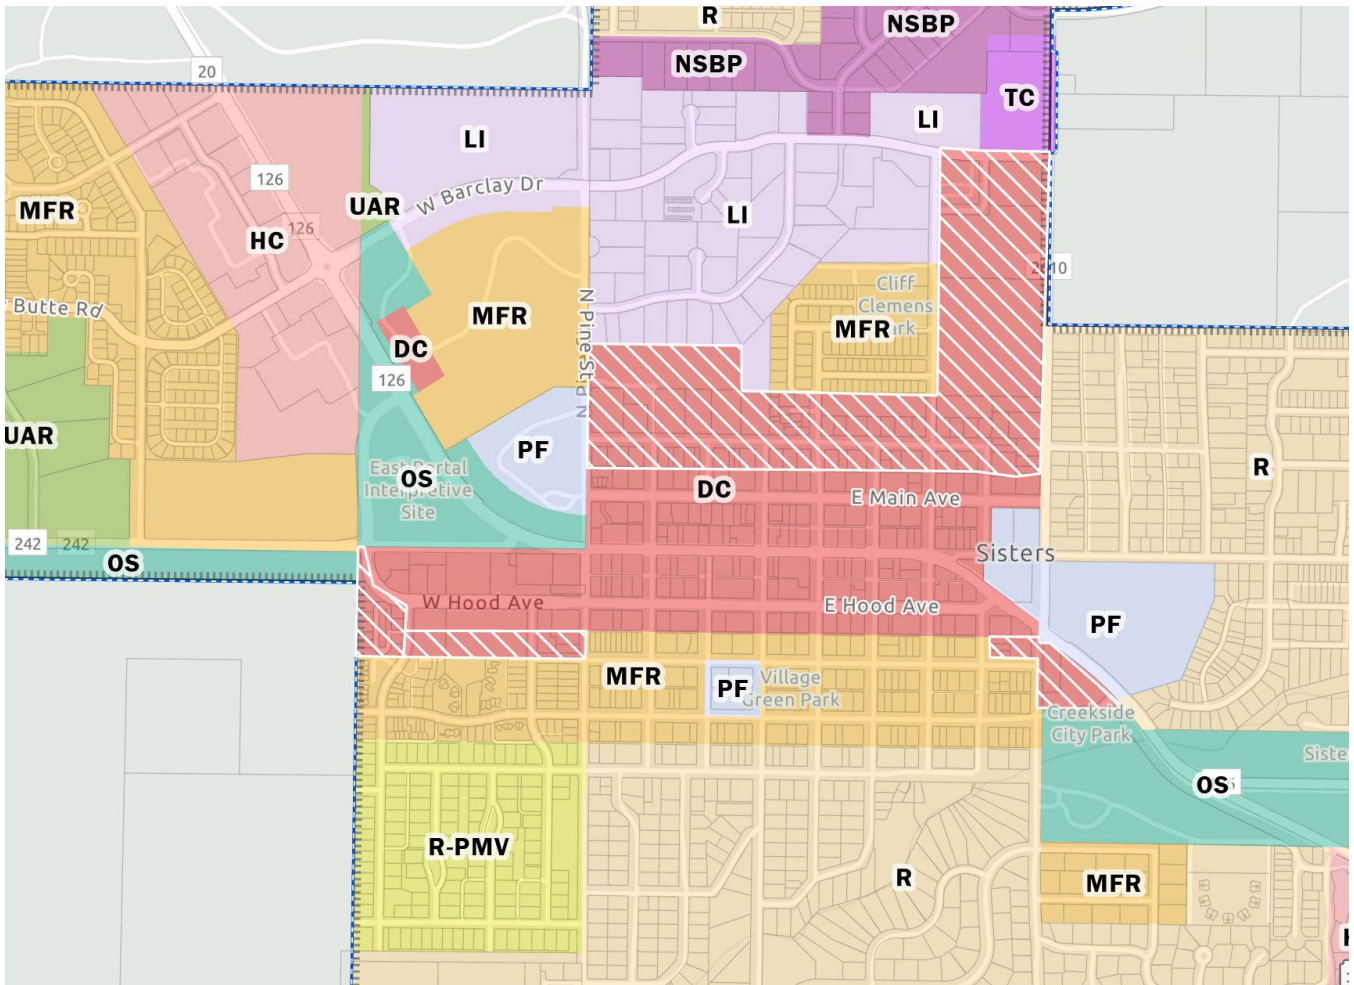 R
NSBP
NSBP
20
TC
LI
LI
126
W Barclay Dr
MFR
UAR
LI
126
HC
Cliff
Clemens
Butte Rd
MFR
MFR
N Pine St
DC
126
UAR
PF
R
East Portal
Interpretive
Site
OS
DC
E Main Ave
242
242
OS
Sisters
W Hood Ave
E Hood Ave
PF
MFR
PF
Village
Green Park
Creekside
City Park
OS
R-PMV
R
MFR